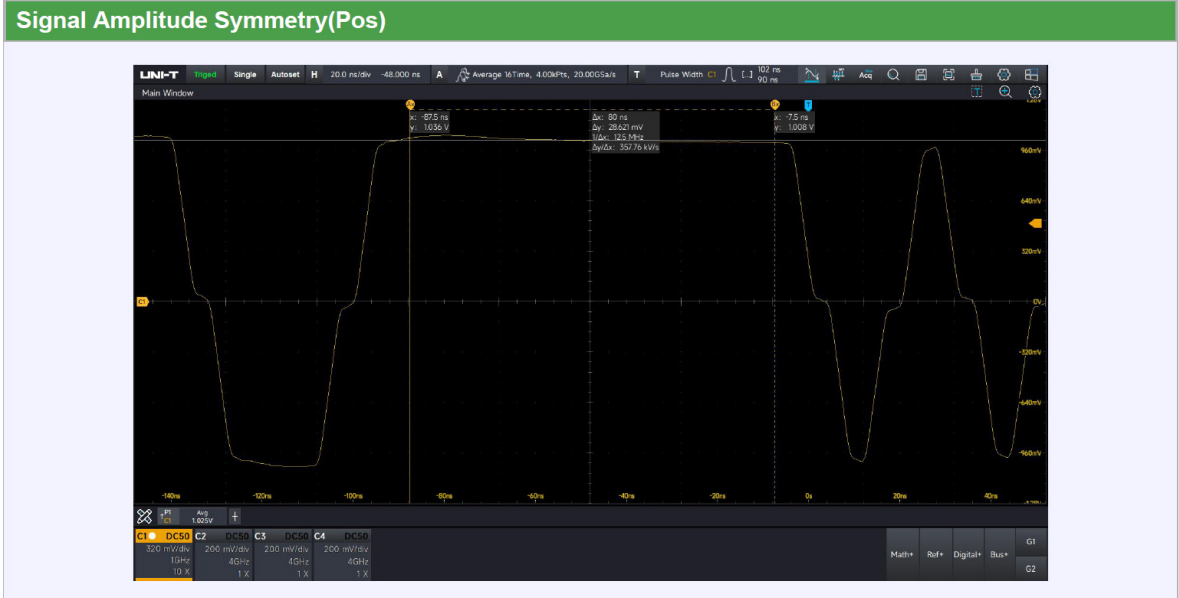 Signal Amplitude Symmetry(Pos)
UNI-T Triged Single Autoset H 20.0 ns/div -48.000 ns A Average 16Time, 4.00kPts, 20.00GSa/s T Pulse Width C1 [...] 102 ns 90 ns Acq
Main Window
Ax Bx T
x: -87.5 ns
y: 1.036 V
Δx: 80 ns
Δy: 28.621 mV
1/Δx: 12.5 MHz
Δy/Δx: 357.76 kV/s
x: -7.5 ns
y: 1.008 V
960mV
640mV
320mV
C1 0V
-320mV
-640mV
-960mV
-140ns -120ns -100ns -80ns -60ns -40ns -20ns 0s 20ns 40ns
P1 C1 Avg 1.025V +
C1 DC50 C2 DC50 C3 DC50 C4 DC50
320 mV/div 200 mV/div 200 mV/div 200 mV/div
1GHz 4GHz 4GHz 4GHz
10 X 1 X 1 X 1 X
Math+ Ref+ Digital+ Bus+ G1 G2